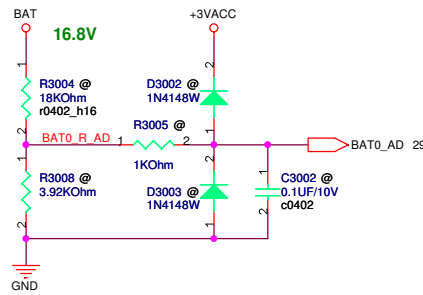 BAT
16.8V
+3VACC
1
R3004 @
18KOhm
r0402_h16
2
D3002 @
1N4148W
2
1
R3005 @
BAT0_R_AD
1
2
1KOhm
BAT0_AD 29
1
R3008 @
3.92KOhm
2
D3003 @
1N4148W
2
1
1
C3002 @
0.1UF/10V
c0402
2
GND